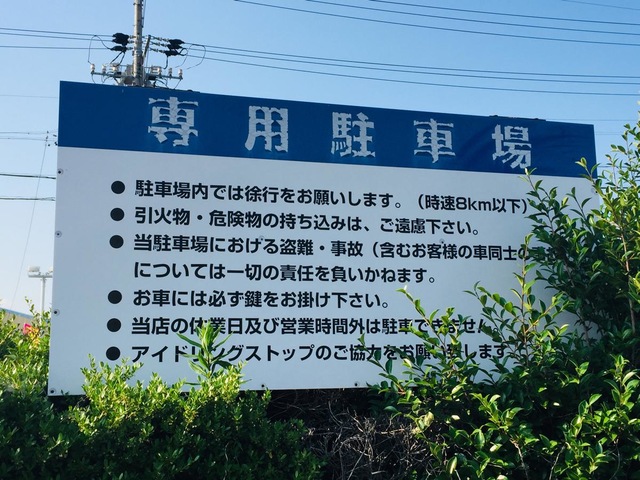 専用駐車場
● 駐車場内では徐行をお願いします。（時速8km以下）
● 引火物・危険物の持ち込みは、ご遠慮下さい。
● 当駐車場における盗難・事故（含むお客様の車同士の
については一切の責任を負いかねます。
● お車には必ず鍵をお掛け下さい。
● 当店の休業日及び営業時間外は駐車できません
● アイドリングストップのご協力をお願い致します